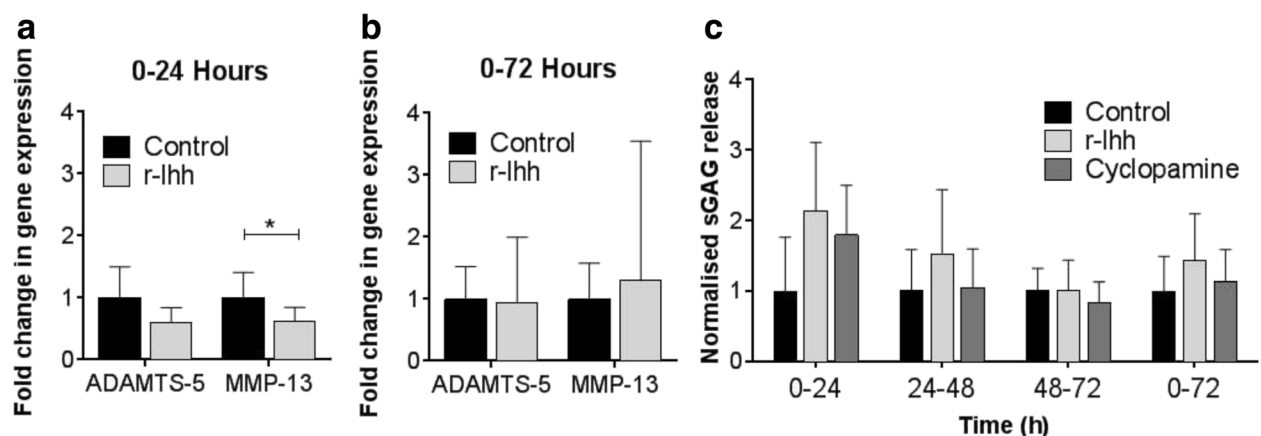 a
0-24 Hours
Fold change in gene expression
4
3
2
1
0
Control
r-Ihh
*
ADAMTS-5 MMP-13
b
0-72 Hours
Fold change in gene expression
4
3
2
1
0
Control
r-Ihh
ADAMTS-5 MMP-13
c
Normalised sGAG release
4
3
2
1
0
Control
r-Ihh
Cyclopamine
0-24 24-48 48-72 0-72
Time (h)